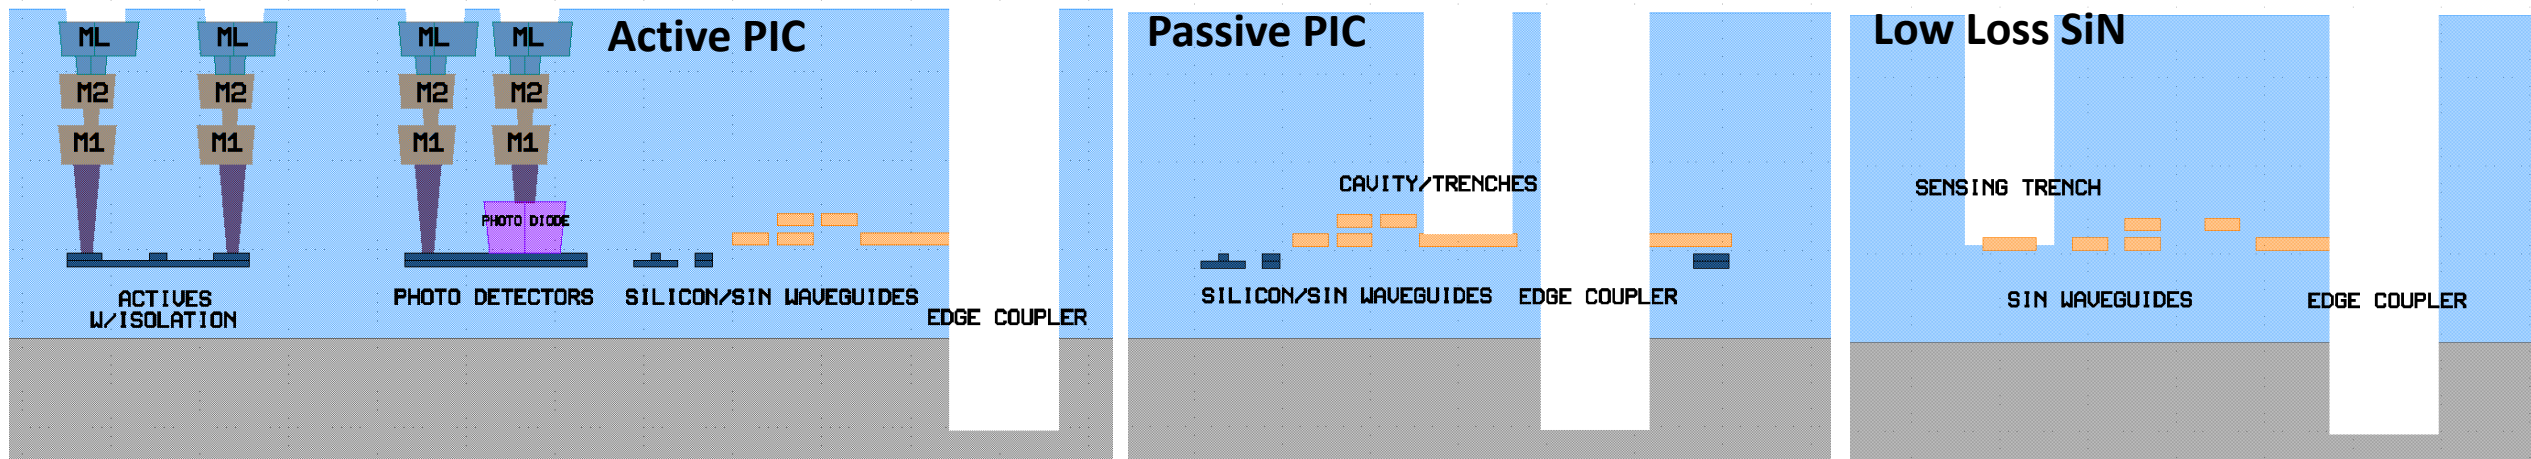 Active PIC
ML
ML
ML
ML
M2
M2
M2
M2
M1
M1
M1
M1
PHOTO DIODE
ACTIVES
W/ISOLATION
PHOTO DETECTORS
SILICON/SIN WAVEGUIDES
EDGE COUPLER
Passive PIC
CAVITY/TRENCHES
SILICON/SIN WAVEGUIDES
EDGE COUPLER
Low Loss SiN
SENSING TRENCH
SIN WAVEGUIDES
EDGE COUPLER